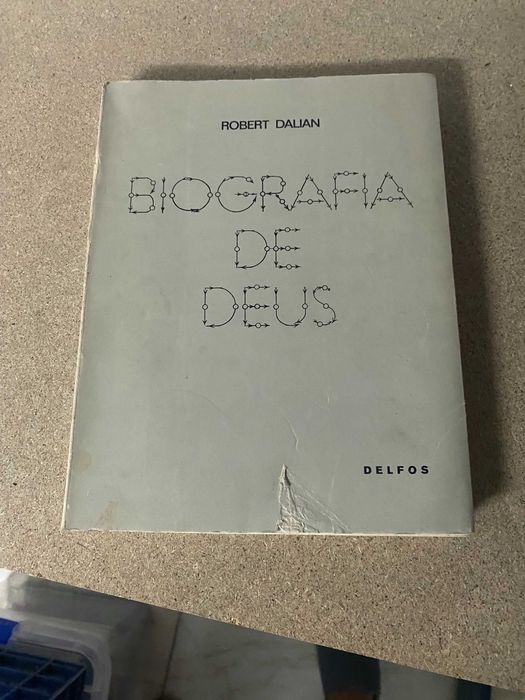 ROBERT DALIAN
BIOGRAFIA
DE
DEUS
DELFOS